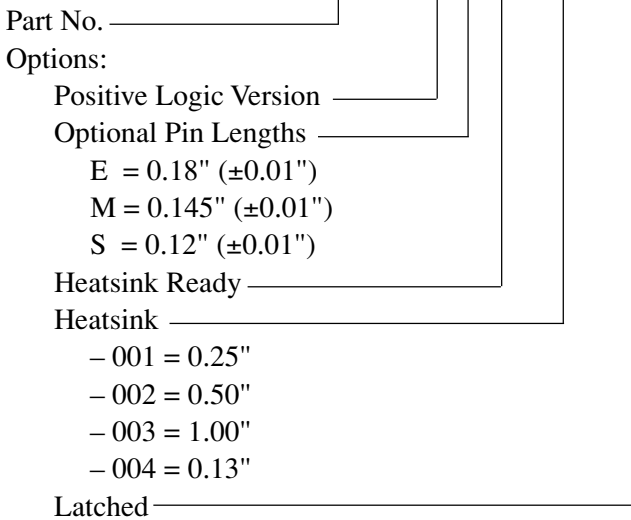 Part No.
Options:
Positive Logic Version
Optional Pin Lengths
E = 0.18" (±0.01")
M = 0.145" (±0.01")
S = 0.12" (±0.01")
Heatsink Ready
Heatsink
– 001 = 0.25"
– 002 = 0.50"
– 003 = 1.00"
– 004 = 0.13"
Latched